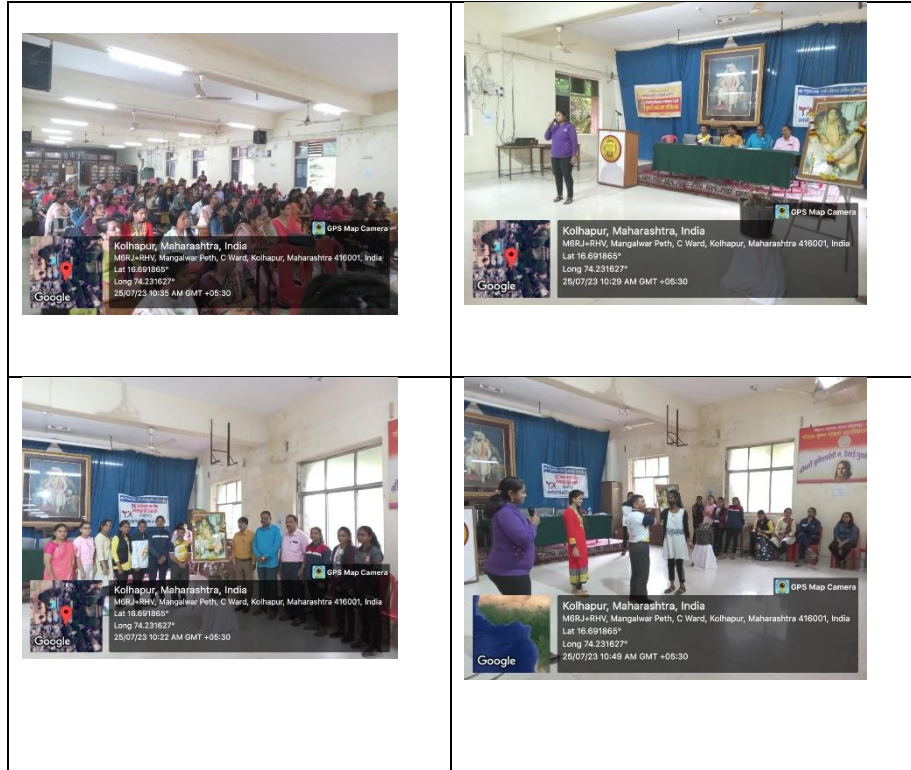 GPS Map Camera
Kolhapur, Maharashtra, India
M6RJ+RHV, Mangalwar Peth, C Ward, Kolhapur, Maharashtra 416001, India
Lat 16.691865°
Long 74.231627°
25/07/23 10:35 AM GMT +05:30
Google
GPS Map Camera
Kolhapur, Maharashtra, India
M6RJ+RHV, Mangalwar Peth, C Ward, Kolhapur, Maharashtra 416001, India
Lat 16.691865°
Long 74.231627°
25/07/23 10:29 AM GMT +05:30
Google
GPS Map Camera
Kolhapur, Maharashtra, India
M6RJ+RHV, Mangalwar Peth, C Ward, Kolhapur, Maharashtra 416001, India
Lat 16.691865°
Long 74.231627°
25/07/23 10:22 AM GMT +05:30
Google
GPS Map Camera
Kolhapur, Maharashtra, India
M6RJ+RHV, Mangalwar Peth, C Ward, Kolhapur, Maharashtra 416001, India
Lat 16.691865°
Long 74.231627°
25/07/23 10:49 AM GMT +05:30
Google